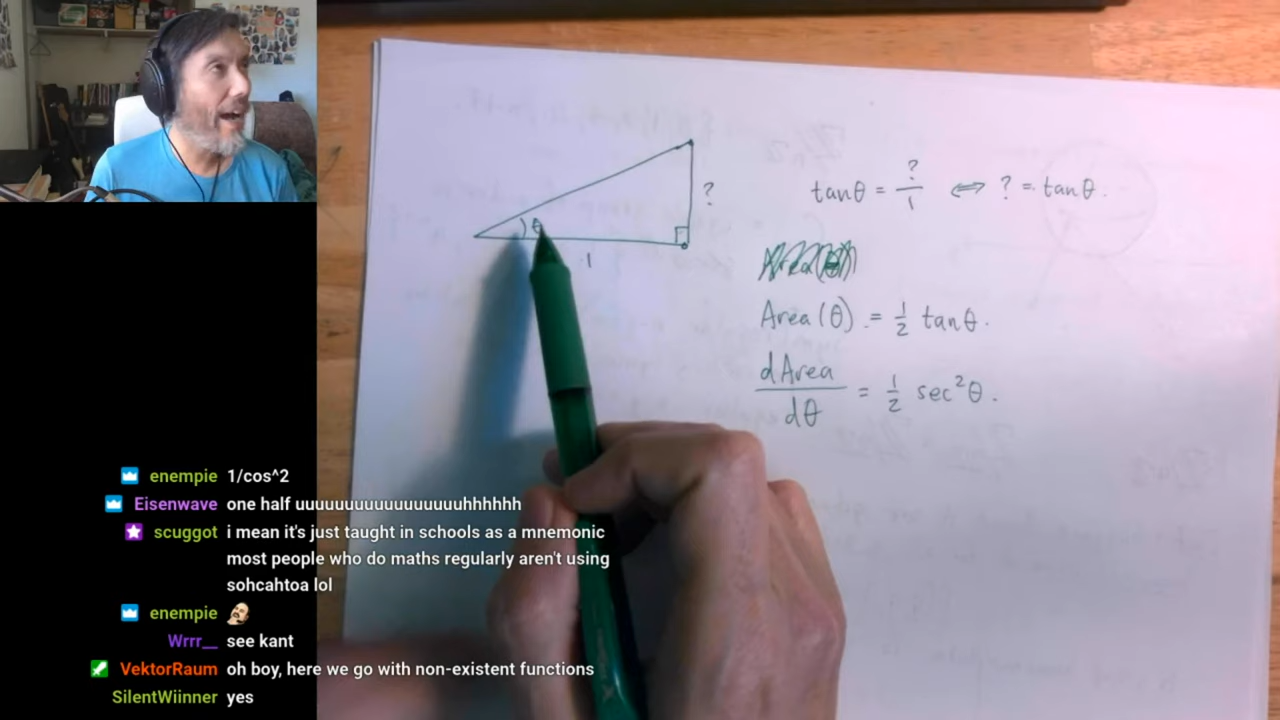 θ
1
?
tanθ = ?/1 ⟺ ? = tanθ.
Area(θ) = 1/2 tanθ.
dArea/dθ = 1/2 sec²θ.
enempie 1/cos^2
Eisenwave one half uuuuuuuuuuuuuuuuuhhhhhh
scuggot i mean it's just taught in schools as a mnemonic
most people who do maths regularly aren't using
sohcahtoa lol
enempie
Wrrr__ see kant
VektorRaum oh boy, here we go with non-existent functions
SilentWiinner yes